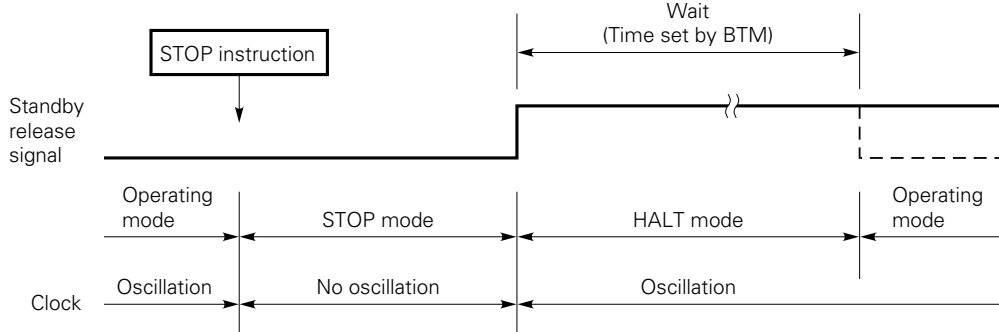 Wait
(Time set by BTM)
STOP instruction
Standby
release
signal
Operating
mode
STOP mode
HALT mode
Operating
mode
Clock
Oscillation
No oscillation
Oscillation